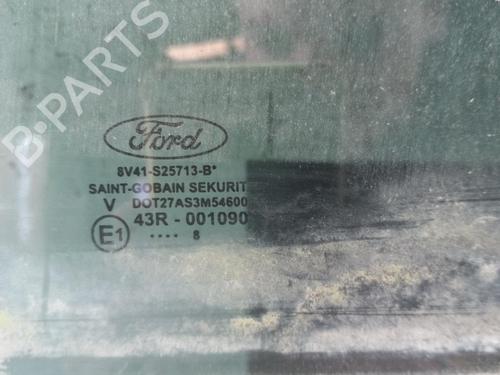 B-PARTS
Ford
8V41-S25713-B*
SAINT-GOBAIN SEKURIT
V DOT27AS3M54600
E1 43R - 001090
.... 8